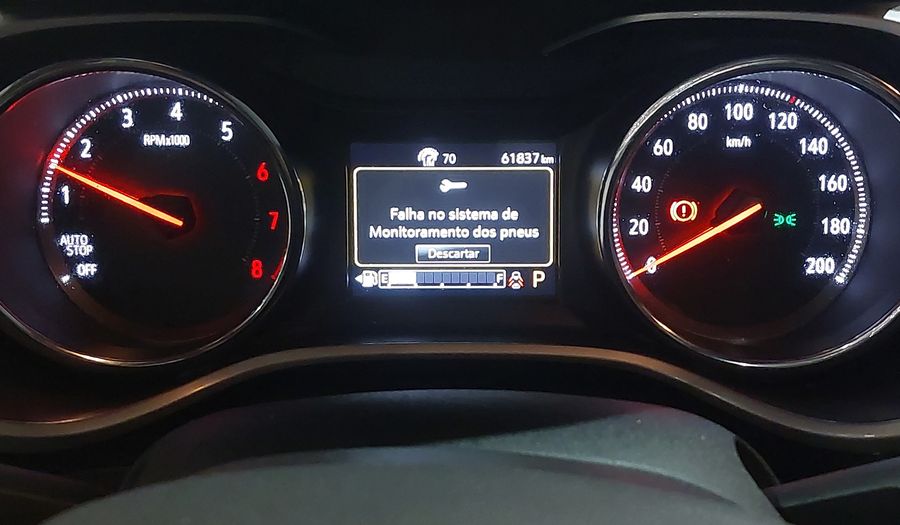 1
2
3
4
5
6
7
8
RPMx1000
AUTO
STOP
OFF
70 61837 km
Falha no sistema de
Monitoramento dos pneus
Descartar
E F P
0
20
40
60
80
100
120
140
160
180
200
km/h